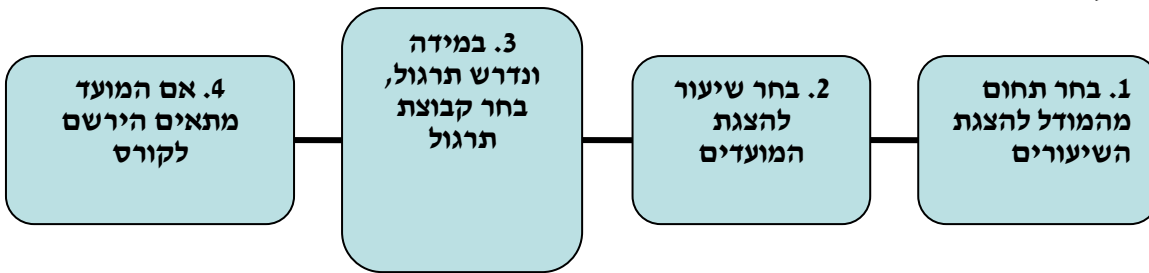 1. בחר תחום
מהמודל להצגת
השיעורים
2. בחר שיעור
להצגת
המועדים
3. במידה
ונדרש תרגול,
בחר קבוצת
תרגול
4. אם המועד
מתאים הירשם
לקורס